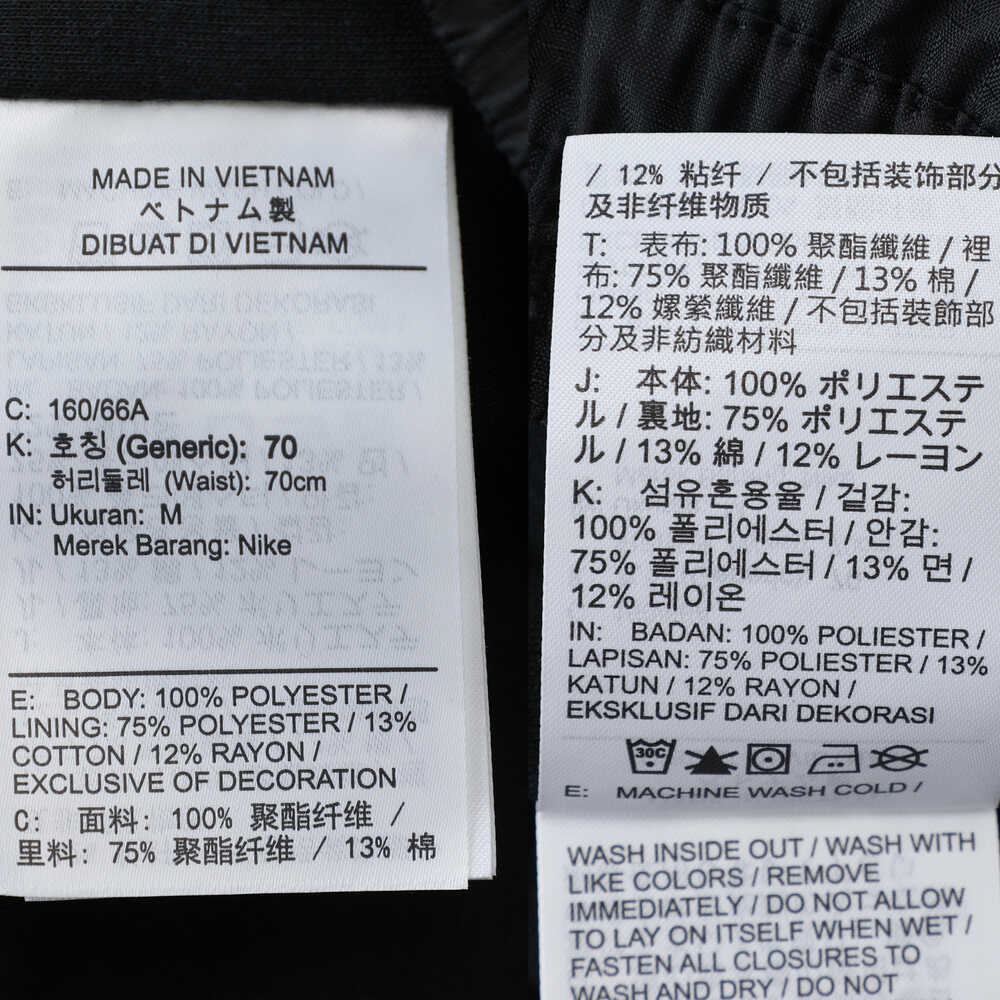 MADE IN VIETNAM
ベトナム製
DIBUAT DI VIETNAM
C: 160/66A
K: 호칭 (Generic): 70
허리둘레 (Waist): 70cm
IN: Ukuran: M
Merek Barang: Nike
E: BODY: 100% POLYESTER /
LINING: 75% POLYESTER / 13%
COTTON / 12% RAYON /
EXCLUSIVE OF DECORATION
C: 面料: 100% 聚酯纤维 /
里料: 75% 聚酯纤维 / 13% 棉
/ 12% 粘纤 / 不包括装饰部分
及非纤维物质
T: 表布: 100% 聚酯纖維 / 裡
布: 75% 聚酯纖維 / 13% 棉 /
12% 嫘縈纖維 / 不包括裝飾部
分及非紡織材料
J: 本体: 100% ポリエステ
ル / 裏地: 75% ポリエステ
ル / 13% 綿 / 12% レーヨン
K: 섬유혼용율 / 겉감:
100% 폴리에스터 / 안감:
75% 폴리에스터 / 13% 면 /
12% 레이온
IN: BADAN: 100% POLIESTER /
LAPISAN: 75% POLIESTER / 13%
KATUN / 12% RAYON /
EKSKLUSIF DARI DEKORASI
30C
E: MACHINE WASH COLD /
WASH INSIDE OUT / WASH WITH
LIKE COLORS / REMOVE
IMMEDIATELY / DO NOT ALLOW
TO LAY ON ITSELF WHEN WET /
FASTEN ALL CLOSURES TO
WASH AND DRY / DO NOT